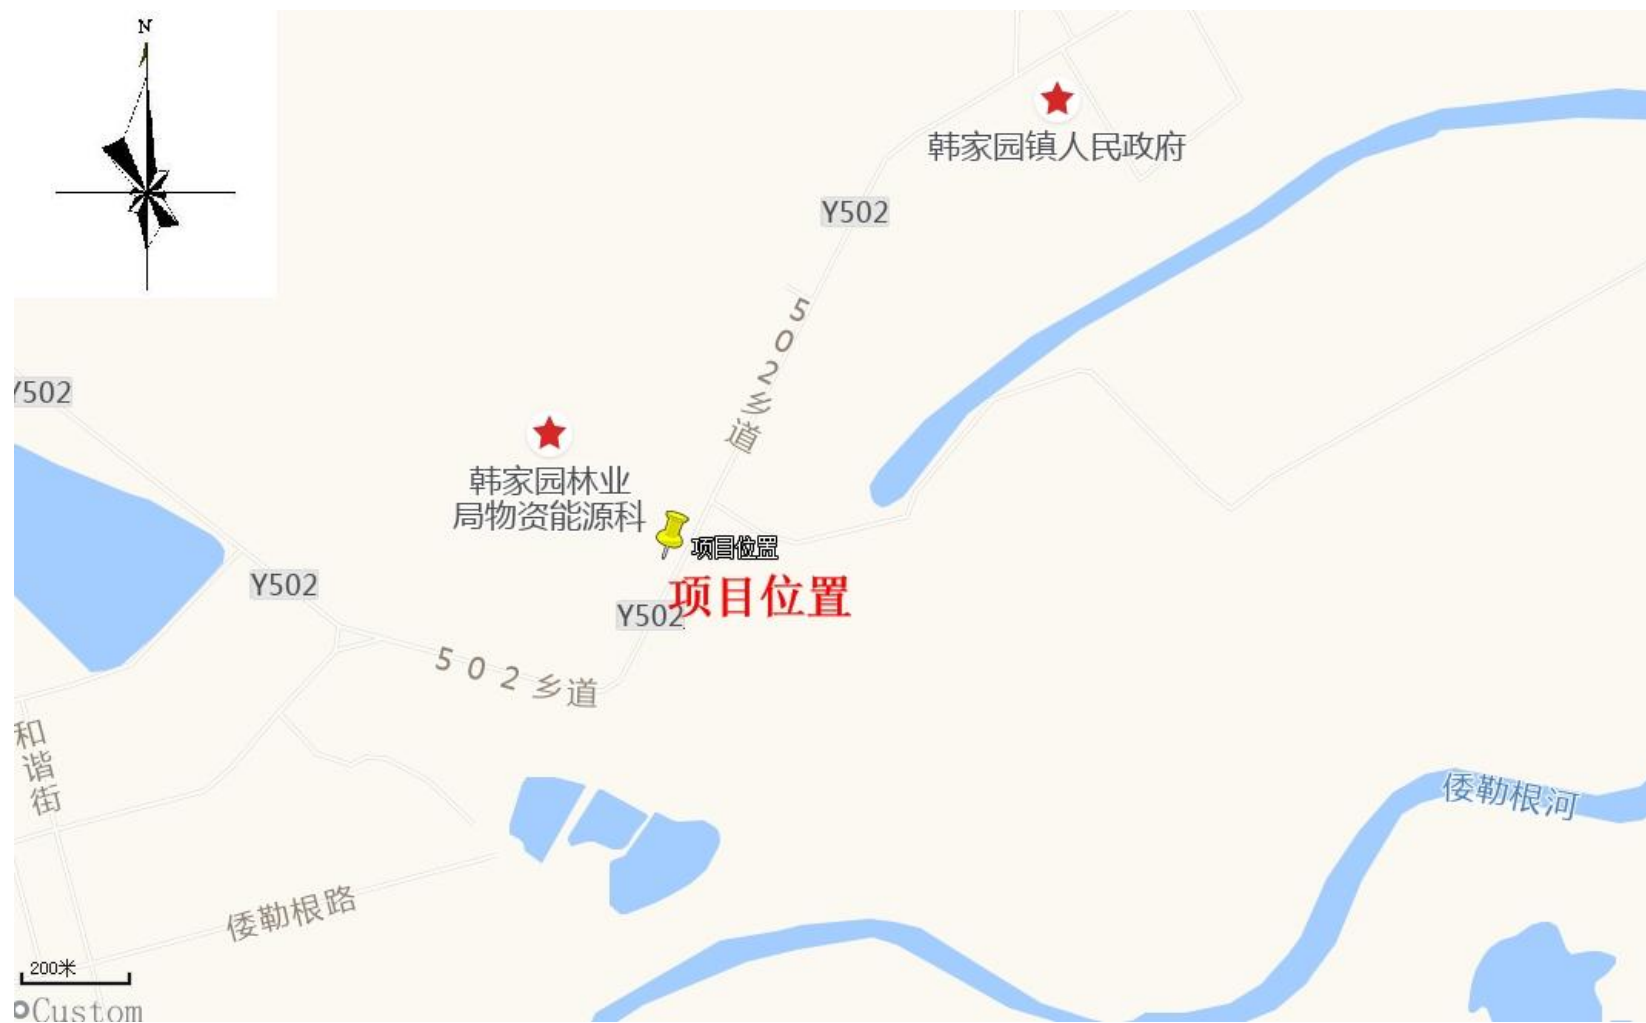 N
韩家园镇人民政府
Y502
502乡道
Y502
韩家园林业
局物资能源科
项目位置
项目位置
Y502
Y502
502乡道
和谐街
倭勒根河
倭勒根路
200米
Custom